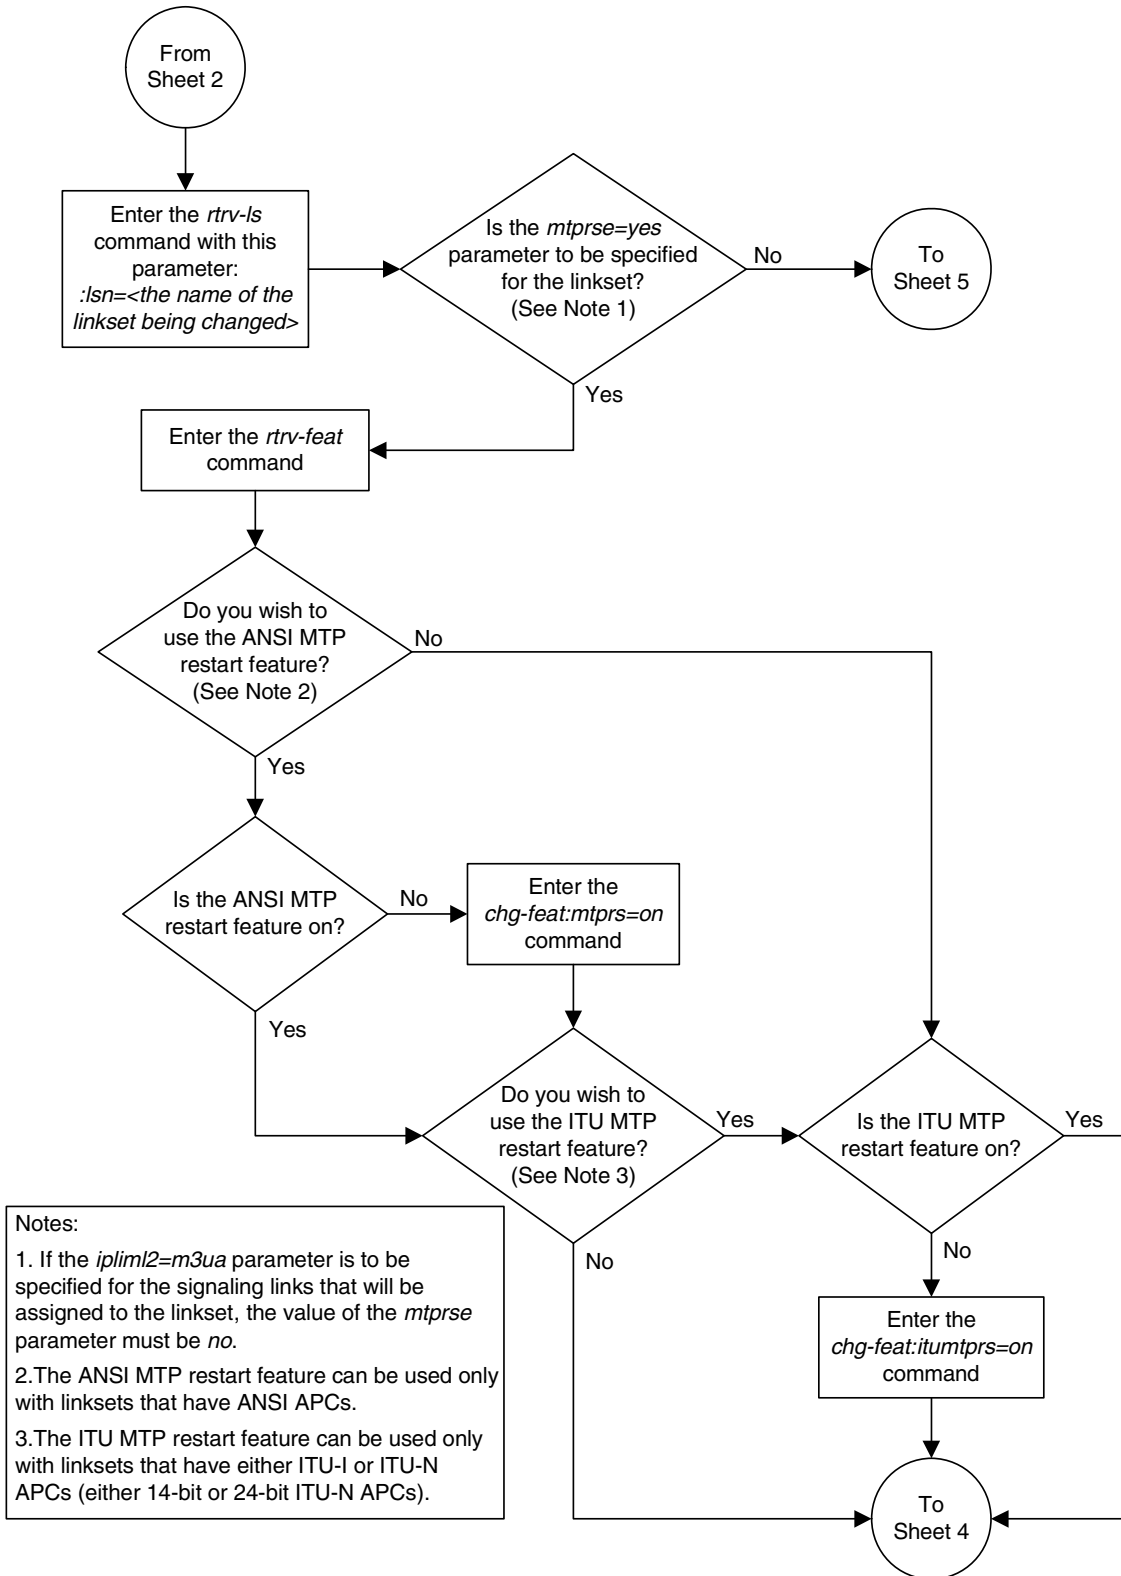 From
Sheet 2
Enter the rtrv-ls
command with this
parameter:
:lsn=<the name of the
linkset being changed>
Is the mtprse=yes
parameter to be specified
for the linkset?
(See Note 1)
No
To
Sheet 5
Yes
Enter the rtrv-feat
command
Do you wish to
use the ANSI MTP
restart feature?
(See Note 2)
No
Yes
Is the ANSI MTP
restart feature on?
No
Enter the
chg-feat:mtprs=on
command
Yes
Do you wish to
use the ITU MTP
restart feature?
(See Note 3)
Yes
Is the ITU MTP
restart feature on?
Yes
No
No
Enter the
chg-feat:itumtprs=on
command
To
Sheet 4
Notes:
1. If the ipliml2=m3ua parameter is to be
specified for the signaling links that will be
assigned to the linkset, the value of the mtprse
parameter must be no.
2.The ANSI MTP restart feature can be used only
with linksets that have ANSI APCs.
3.The ITU MTP restart feature can be used only
with linksets that have either ITU-I or ITU-N
APCs (either 14-bit or 24-bit ITU-N APCs).